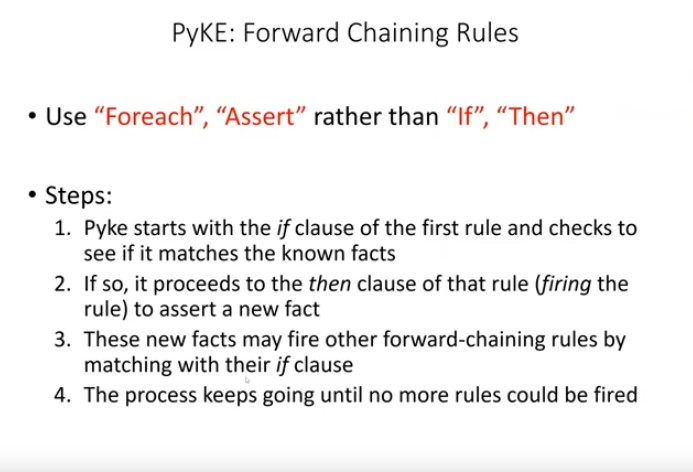 PyKE: Forward Chaining Rules
• Use “Foreach”, “Assert” rather than “If”, “Then”
• Steps:
1. Pyke starts with the if clause of the first rule and checks to
see if it matches the known facts
2. If so, it proceeds to the then clause of that rule (firing the
rule) to assert a new fact
3. These new facts may fire other forward-chaining rules by
matching with their if clause
4. The process keeps going until no more rules could be fired